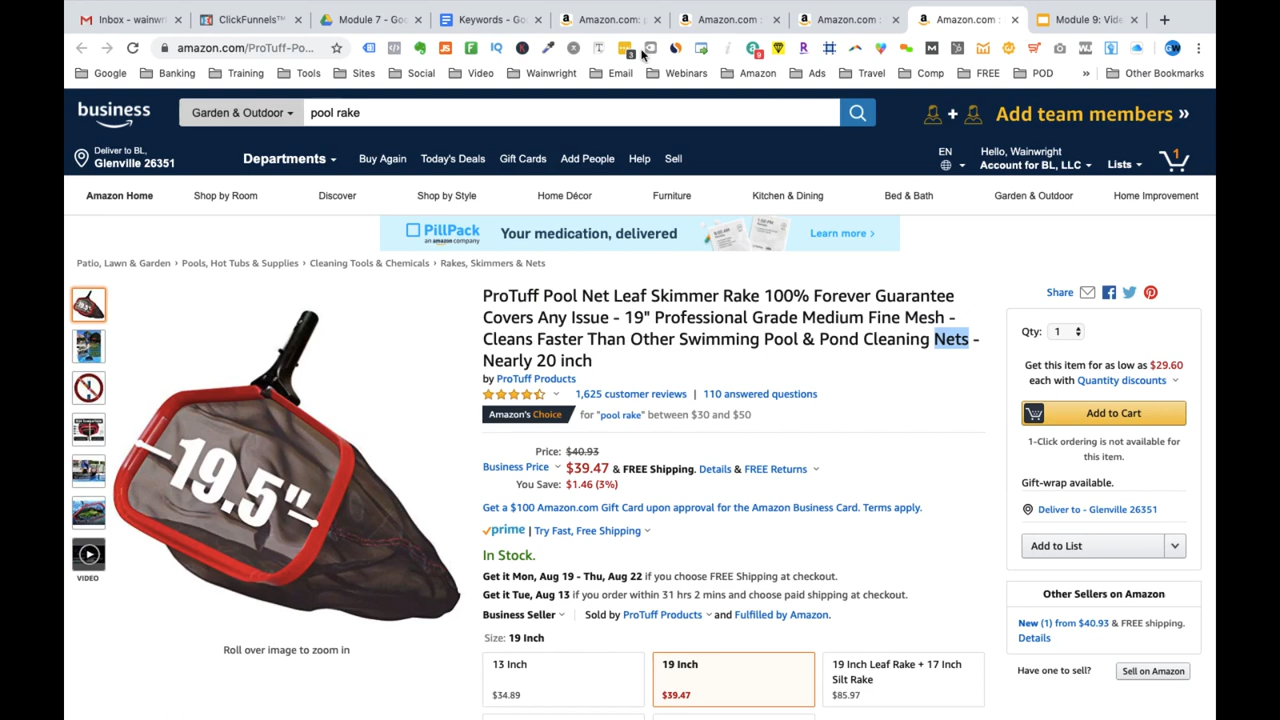 Inbox - wainwr
ClickFunnels™
Module 7 - Goo
Keywords - Go
Amazon.com: p
Amazon.com :
Amazon.com :
Amazon.com :
Module 9: Vide
amazon.com/ProTuff-Po...
Google
Banking
Training
Tools
Sites
Social
Video
Wainwright
Email
Webinars
Amazon
Ads
Travel
Comp
FREE
POD
»
Other Bookmarks
business
Garden & Outdoor
pool rake
Add team members »
Deliver to BL,
Glenville 26351
Departments
Buy Again
Today's Deals
Gift Cards
Add People
Help
Sell
EN
Hello, Wainwright
Account for BL, LLC
Lists
1
Amazon Home
Shop by Room
Discover
Shop by Style
Home Décor
Furniture
Kitchen & Dining
Bed & Bath
Garden & Outdoor
Home Improvement
PillPack
an amazon company
Your medication, delivered
Learn more >
Patio, Lawn & Garden › Pools, Hot Tubs & Supplies › Cleaning Tools & Chemicals › Rakes, Skimmers & Nets
19.5"
VIDEO
Roll over image to zoom in
ProTuff Pool Net Leaf Skimmer Rake 100% Forever Guarantee
Covers Any Issue - 19" Professional Grade Medium Fine Mesh -
Cleans Faster Than Other Swimming Pool & Pond Cleaning Nets -
Nearly 20 inch
by ProTuff Products
1,625 customer reviews | 110 answered questions
Amazon's Choice for "pool rake" between $30 and $50
Price: $40.93
Business Price $39.47 & FREE Shipping. Details & FREE Returns
You Save: $1.46 (3%)
Get a $100 Amazon.com Gift Card upon approval for the Amazon Business Card. Terms apply.
prime | Try Fast, Free Shipping
In Stock.
Get it Mon, Aug 19 - Thu, Aug 22 if you choose FREE Shipping at checkout.
Get it Tue, Aug 13 if you order within 31 hrs 2 mins and choose paid shipping at checkout.
Business Seller | Sold by ProTuff Products and Fulfilled by Amazon.
Size: 19 Inch
13 Inch
$34.89
19 Inch
$39.47
19 Inch Leaf Rake + 17 Inch
Silt Rake
$85.97
Share
Qty: 1
Get this item for as low as $29.60
each with Quantity discounts
Add to Cart
1-Click ordering is not available for
this item.
Gift-wrap available.
Deliver to - Glenville 26351
Add to List
Other Sellers on Amazon
New (1) from $40.93 & FREE shipping.
Details
Have one to sell?
Sell on Amazon